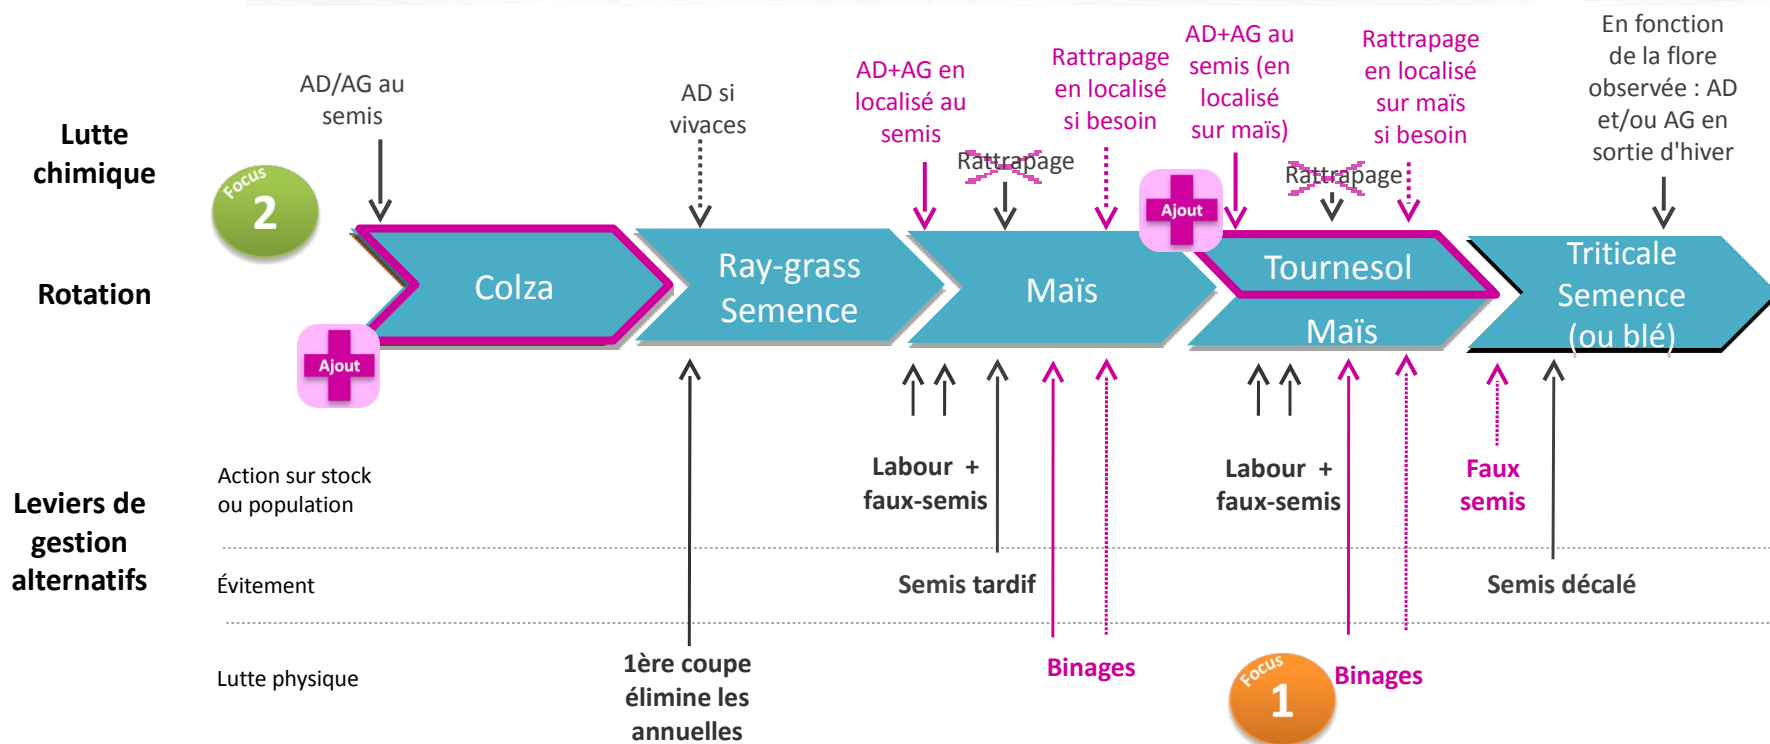 Lutte
chimique
AD/AG au
semis
AD si
vivaces
AD+AG en
localisé au
semis
Rattrapage
Rattrapage
en localisé
si besoin
AD+AG au
semis (en
localisé
sur maïs)
Rattrapage
Rattrapage
en localisé
sur maïs
si besoin
En fonction
de la flore
observée : AD
et/ou AG en
sortie d'hiver
Focus
2
Rotation
Ajout
Colza
Ray-grass
Semence
Maïs
Ajout
Tournesol
Maïs
Triticale
Semence
(ou blé)
Leviers de
gestion
alternatifs
Action sur stock
ou population
Labour +
faux-semis
Labour +
faux-semis
Faux
semis
Évitement
Semis tardif
Semis décalé
Lutte physique
1ère coupe
élimine les
annuelles
Binages
Focus
1
Binages